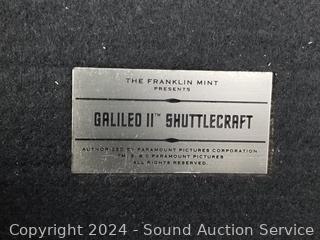 THE FRANKLIN MINT
PRESENTS
GALILEO II™ SHUTTLECRAFT
AUTHORIZED BY PARAMOUNT PICTURES CORPORATION
TM, ® & © PARAMOUNT PICTURES
ALL RIGHTS RESERVED.
Copyright 2024 - Sound Auction Service